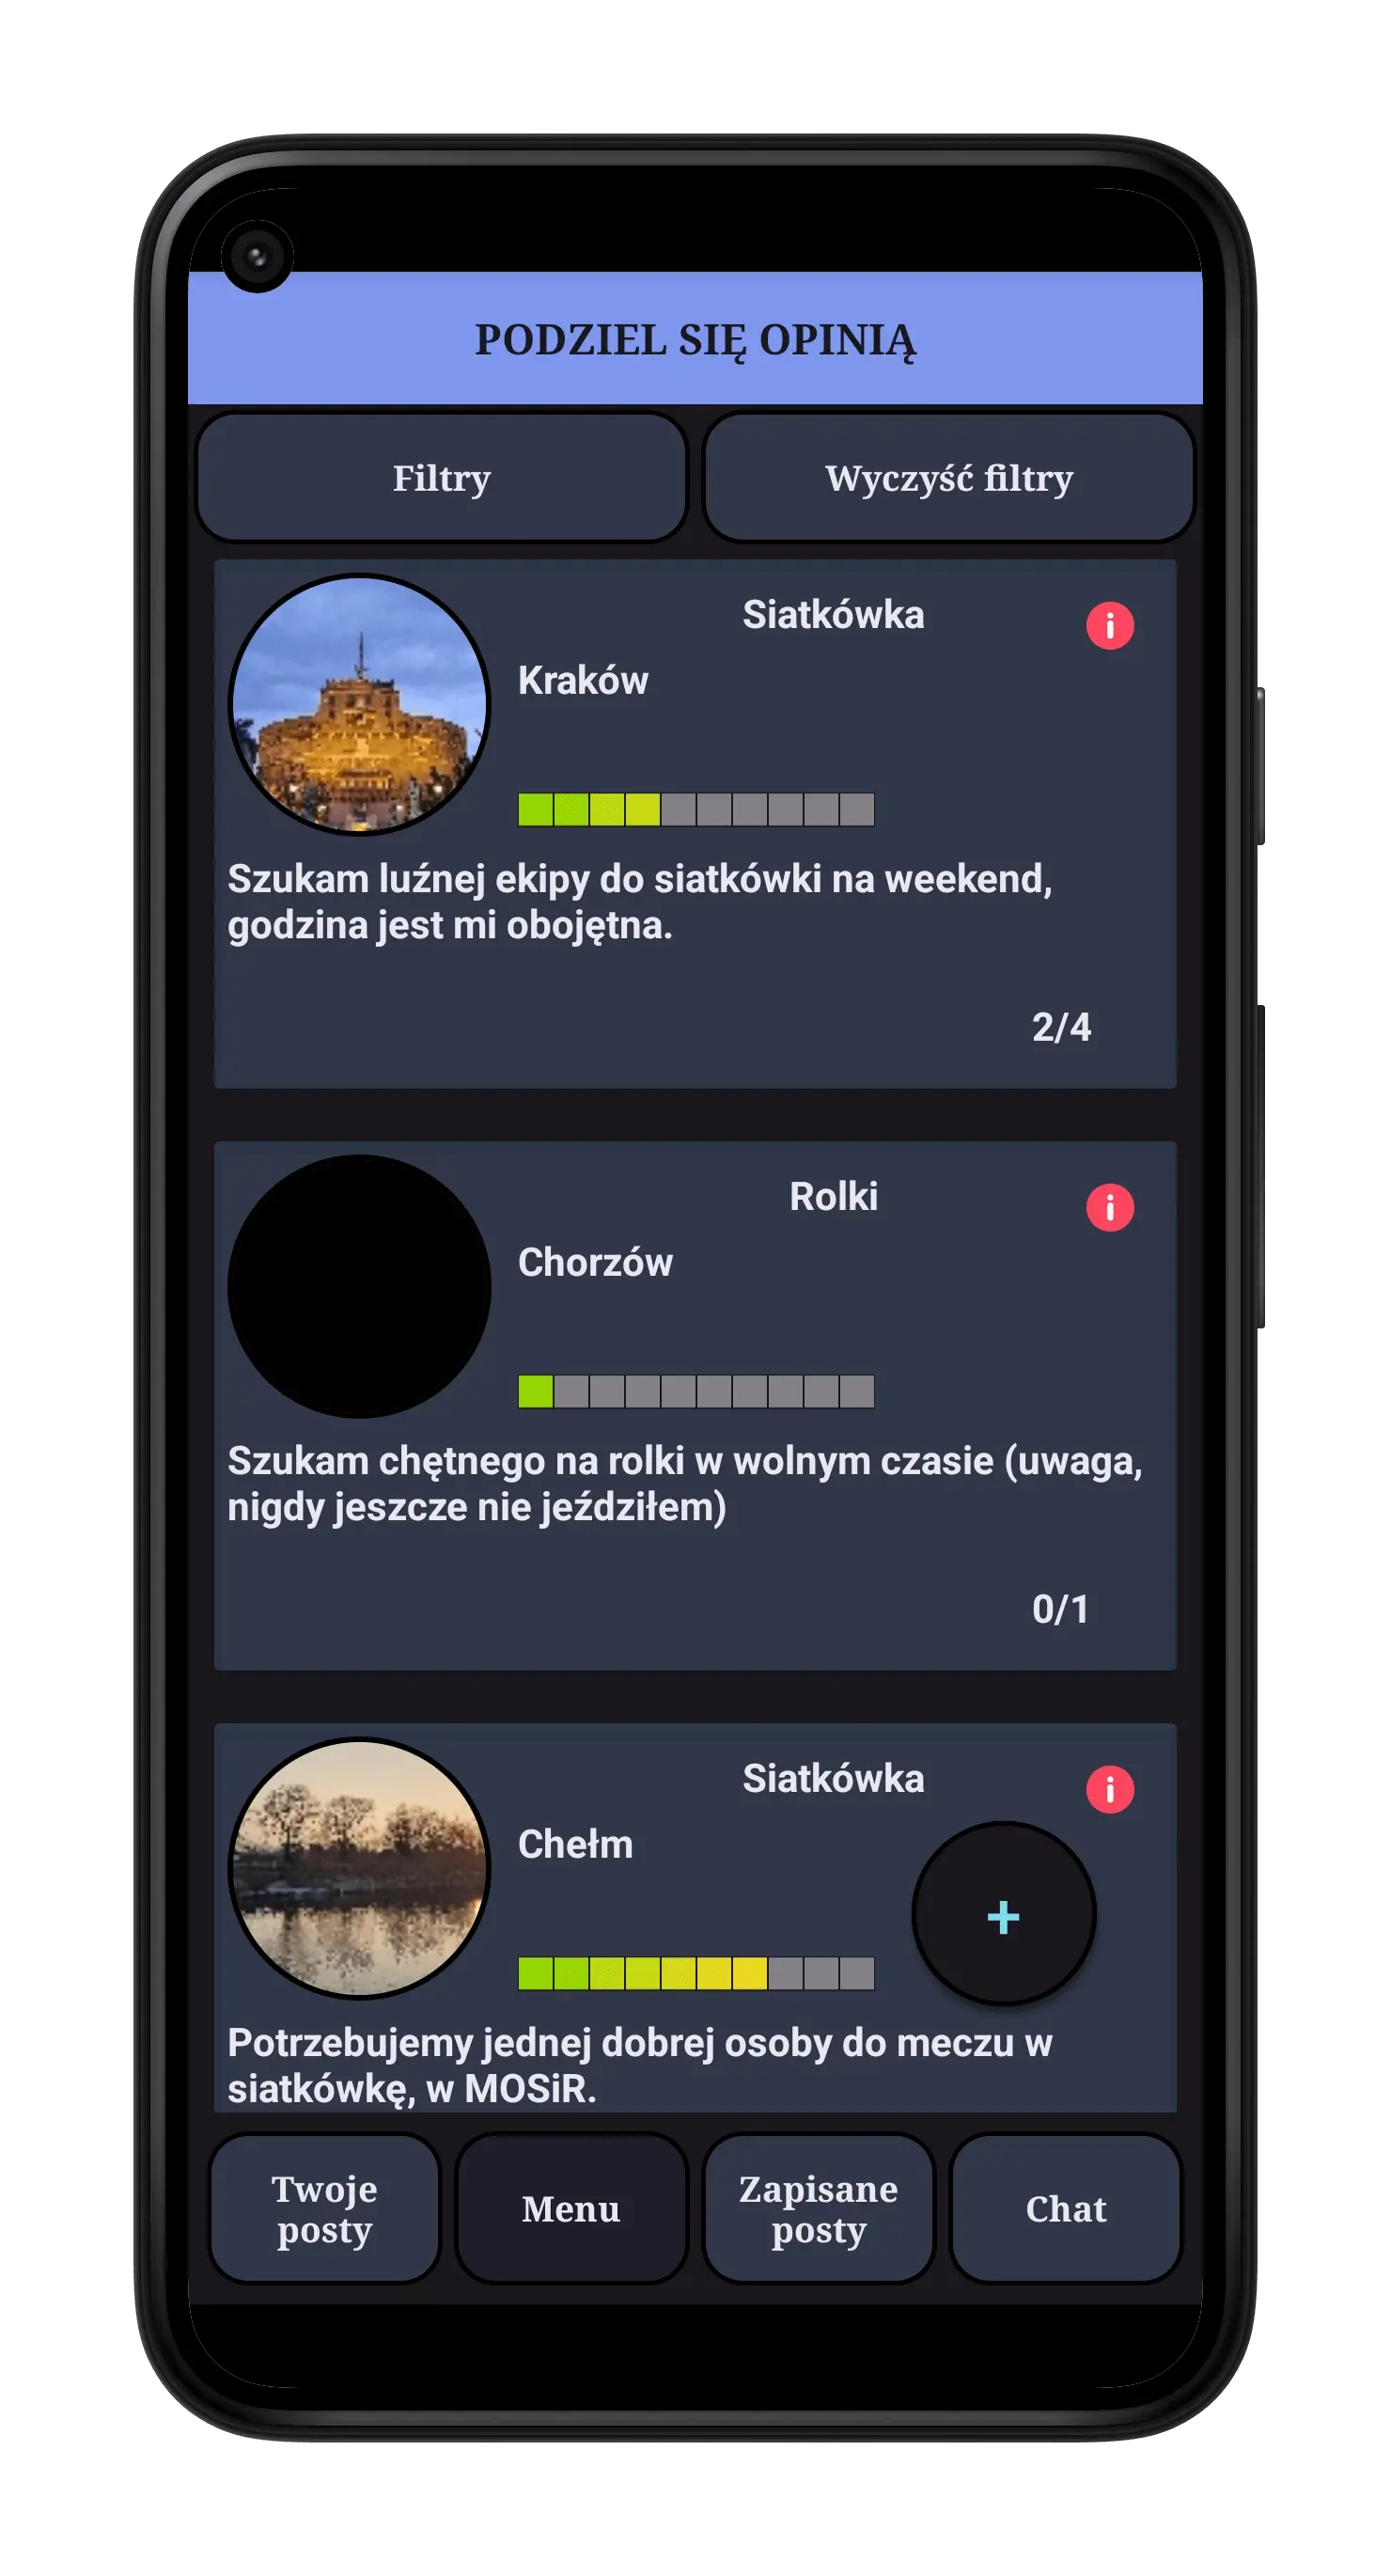 PODZIEL SIĘ OPINIĄ
Filtry
Wyczyść filtry
Siatkówka
Kraków
Szukam luźnej ekipy do siatkówki na weekend,
godzina jest mi obojętna.
2/4
Rolki
Chorzów
Szukam chętnego na rolki w wolnym czasie (uwaga,
nigdy jeszcze nie jeździłem)
0/1
Siatkówka
Chełm
+
Potrzebujemy jednej dobrej osoby do meczu w
siatkówkę, w MOSiR.
Twoje
posty
Menu
Zapisane
posty
Chat